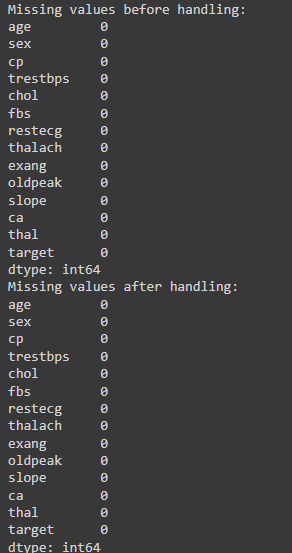 Missing values before handling:
age 0
sex 0
cp 0
trestbps 0
chol 0
fbs 0
restecg 0
thalach 0
exang 0
oldpeak 0
slope 0
ca 0
thal 0
target 0
dtype: int64
Missing values after handling:
age 0
sex 0
cp 0
trestbps 0
chol 0
fbs 0
restecg 0
thalach 0
exang 0
oldpeak 0
slope 0
ca 0
thal 0
target 0
dtype: int64